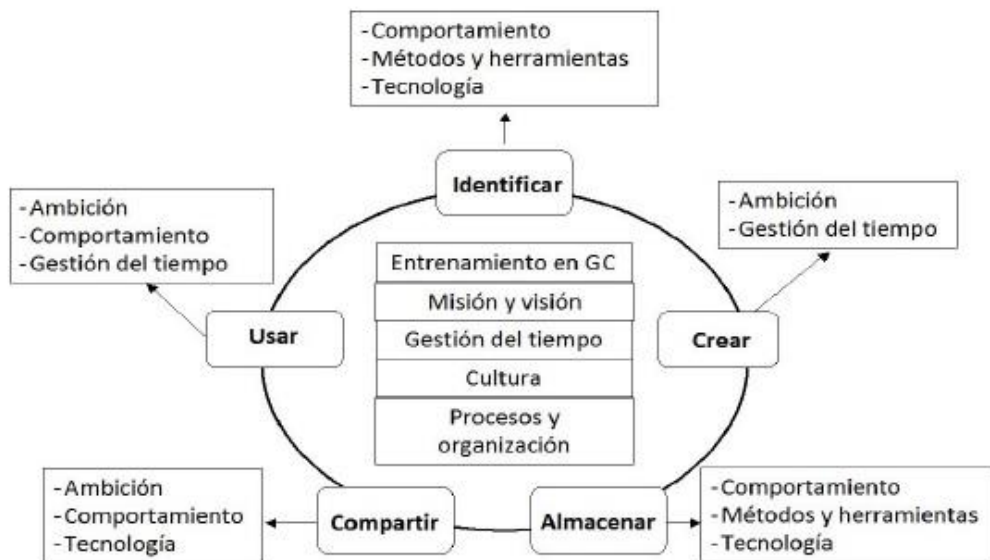 -Comportamiento
-Métodos y herramientas
-Tecnología
Identificar
-Ambición
-Comportamiento
-Gestión del tiempo
-Ambición
-Gestión del tiempo
Entrenamiento en GC
Misión y visión
Gestión del tiempo
Cultura
Procesos y
organización
Usar
Crear
-Ambición
-Comportamiento
-Tecnología
Compartir
Almacenar
-Comportamiento
-Métodos y herramientas
-Tecnología